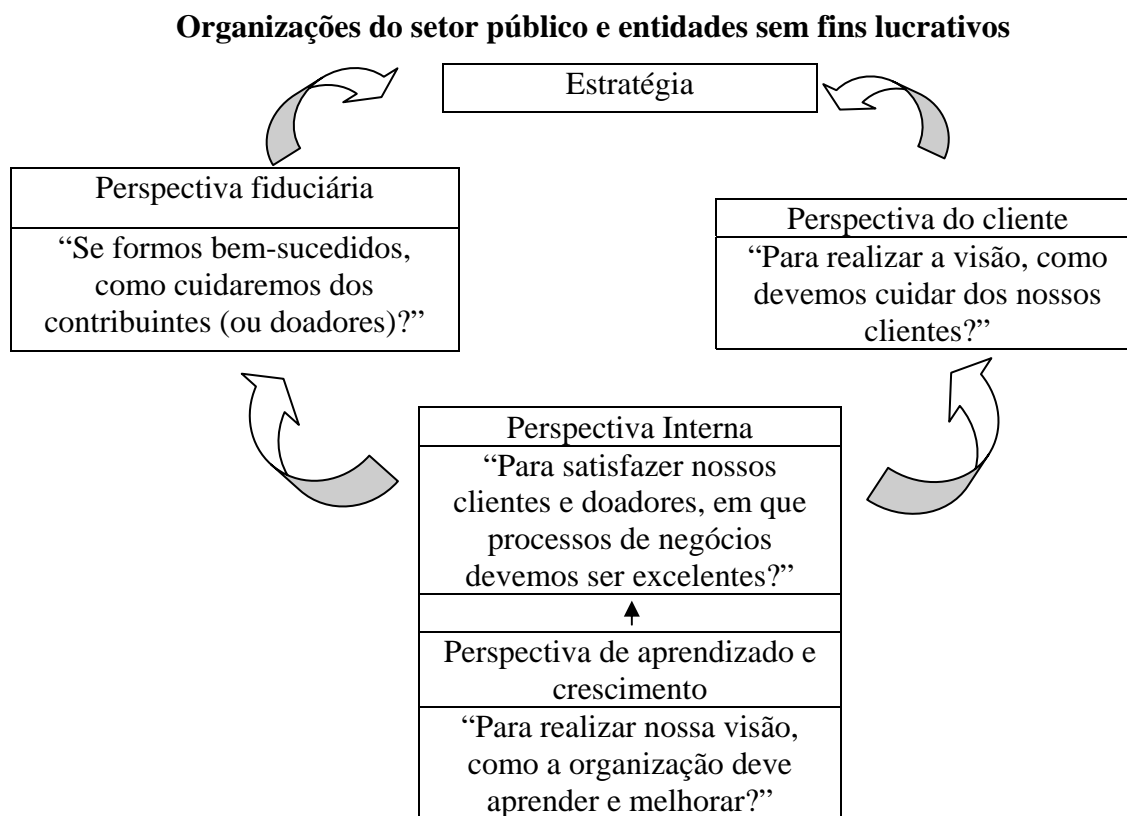 Organizações do setor público e entidades sem fins lucrativos
Estratégia
Perspectiva fiduciária
“Se formos bem-sucedidos,
como cuidaremos dos
contribuintes (ou doadores)?”
Perspectiva do cliente
“Para realizar a visão, como
devemos cuidar dos nossos
clientes?”
Perspectiva Interna
“Para satisfazer nossos
clientes e doadores, em que
processos de negócios
devemos ser excelentes?”
Perspectiva de aprendizado e
crescimento
“Para realizar nossa visão,
como a organização deve
aprender e melhorar?”